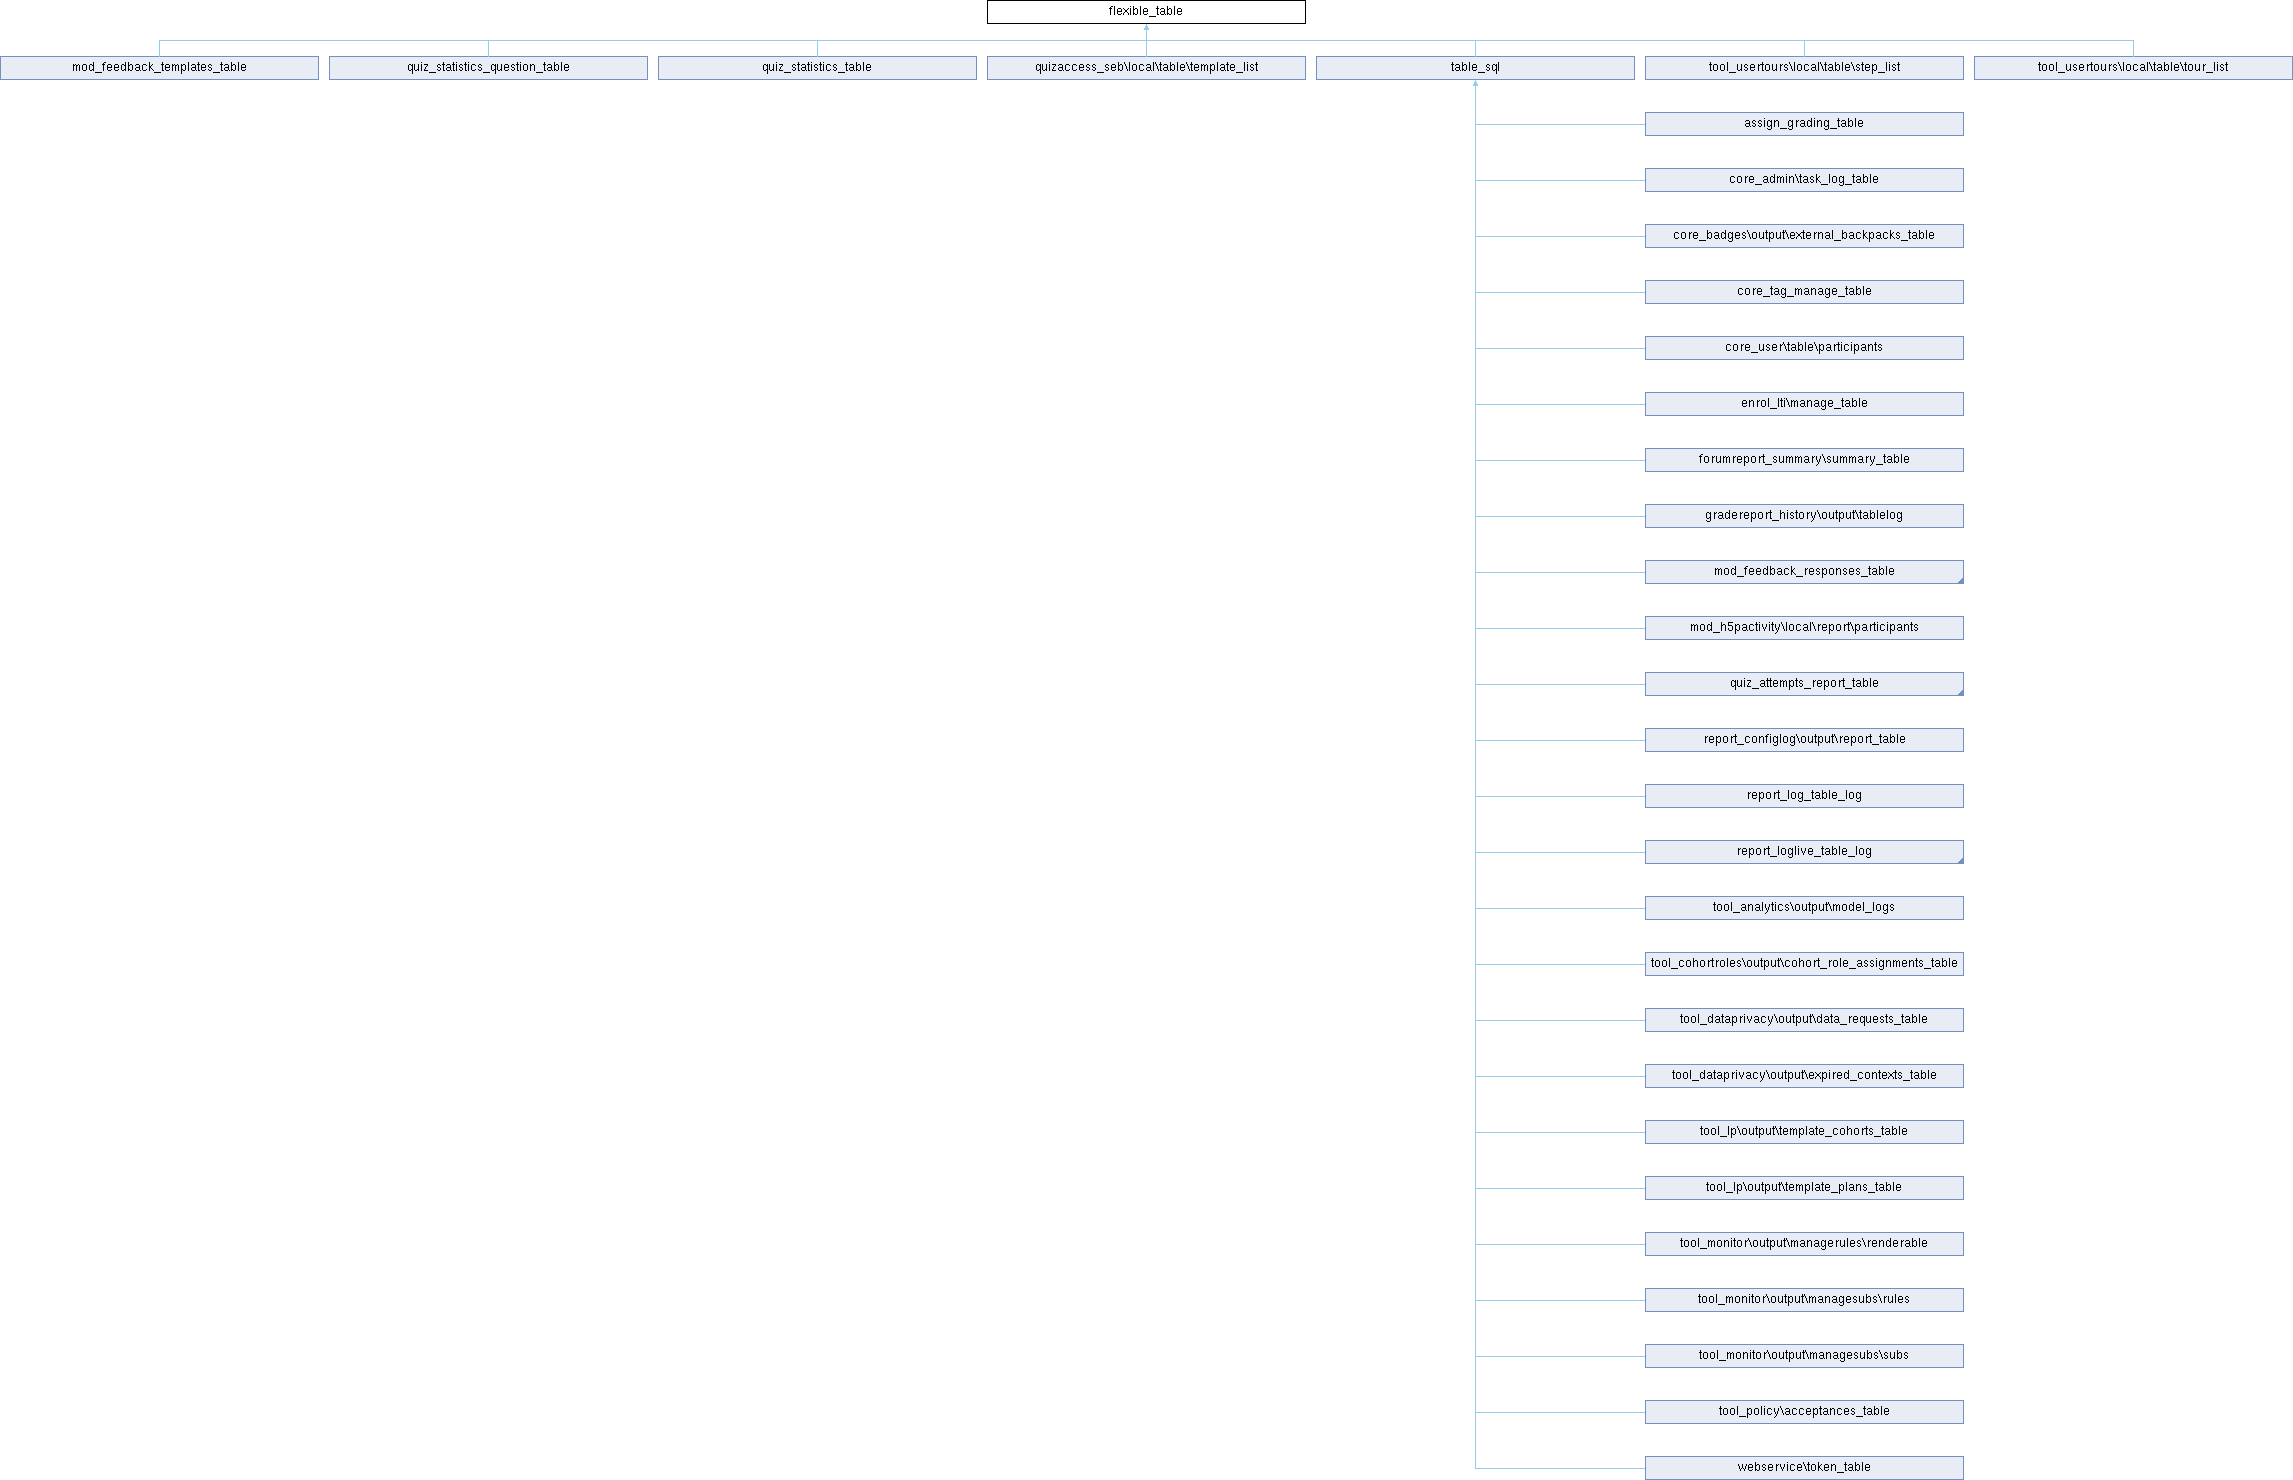 flexible_table
mod_feedback_templates_table
quiz_statistics_question_table
quiz_statistics_table
quizaccess_seb\local\table\template_list
table_sql
tool_usertours\local\table\step_list
tool_usertours\local\table\tour_list
assign_grading_table
core_admin\task_log_table
core_badges\output\external_backpacks_table
core_tag_manage_table
core_user\table\participants
enrol_lti\manage_table
forumreport_summary\summary_table
gradereport_history\output\tablelog
mod_feedback_responses_table
mod_h5pactivity\local\report\participants
quiz_attempts_report_table
report_configlog\output\report_table
report_log_table_log
report_loglive_table_log
tool_analytics\output\model_logs
tool_cohortroles\output\cohort_role_assignments_table
tool_dataprivacy\output\data_requests_table
tool_dataprivacy\output\expired_contexts_table
tool_lp\output\template_cohorts_table
tool_lp\output\template_plans_table
tool_monitor\output\managerules\renderable
tool_monitor\output\managesubs\rules
tool_monitor\output\managesubs\subs
tool_policy\acceptances_table
webservice\token_table